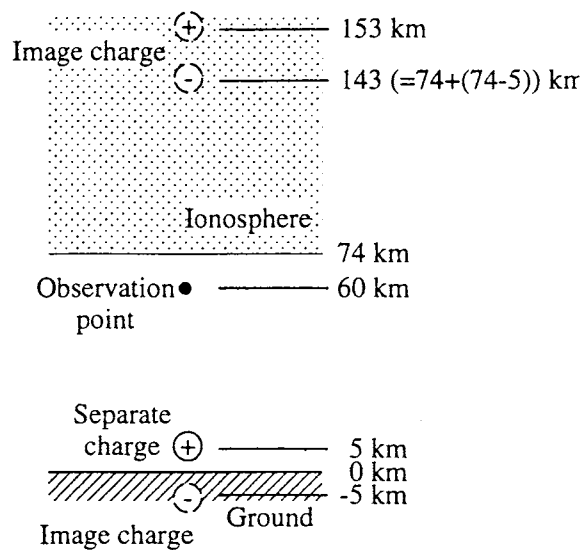 + 153 km
Image charge
- 143 (=74+(74-5)) km
Ionosphere
74 km
Observation 60 km
point
Separate
charge + 5 km
0 km
- -5 km
Ground
Image charge